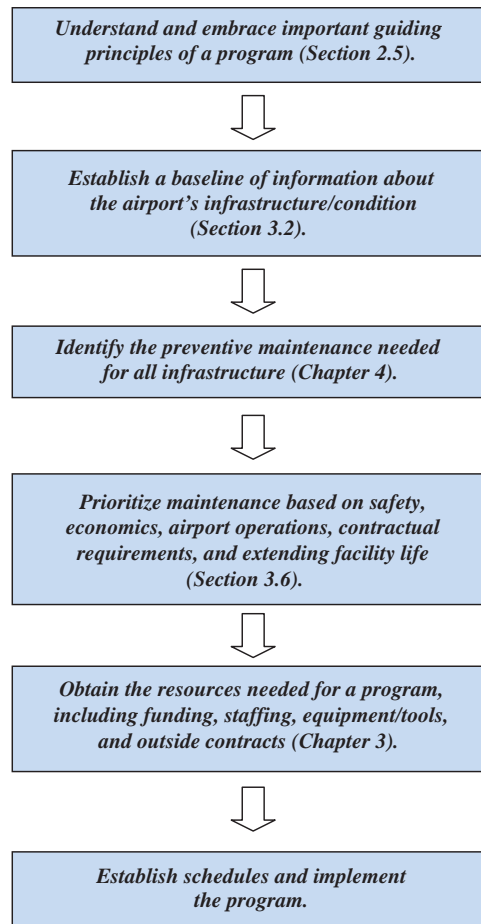 Understand and embrace important guiding
principles of a program (Section 2.5).
Establish a baseline of information about
the airport's infrastructure/condition
(Section 3.2).
Identify the preventive maintenance needed
for all infrastructure (Chapter 4).
Prioritize maintenance based on safety,
economics, airport operations, contractual
requirements, and extending facility life
(Section 3.6).
Obtain the resources needed for a program,
including funding, staffing, equipment/tools,
and outside contracts (Chapter 3).
Establish schedules and implement
the program.